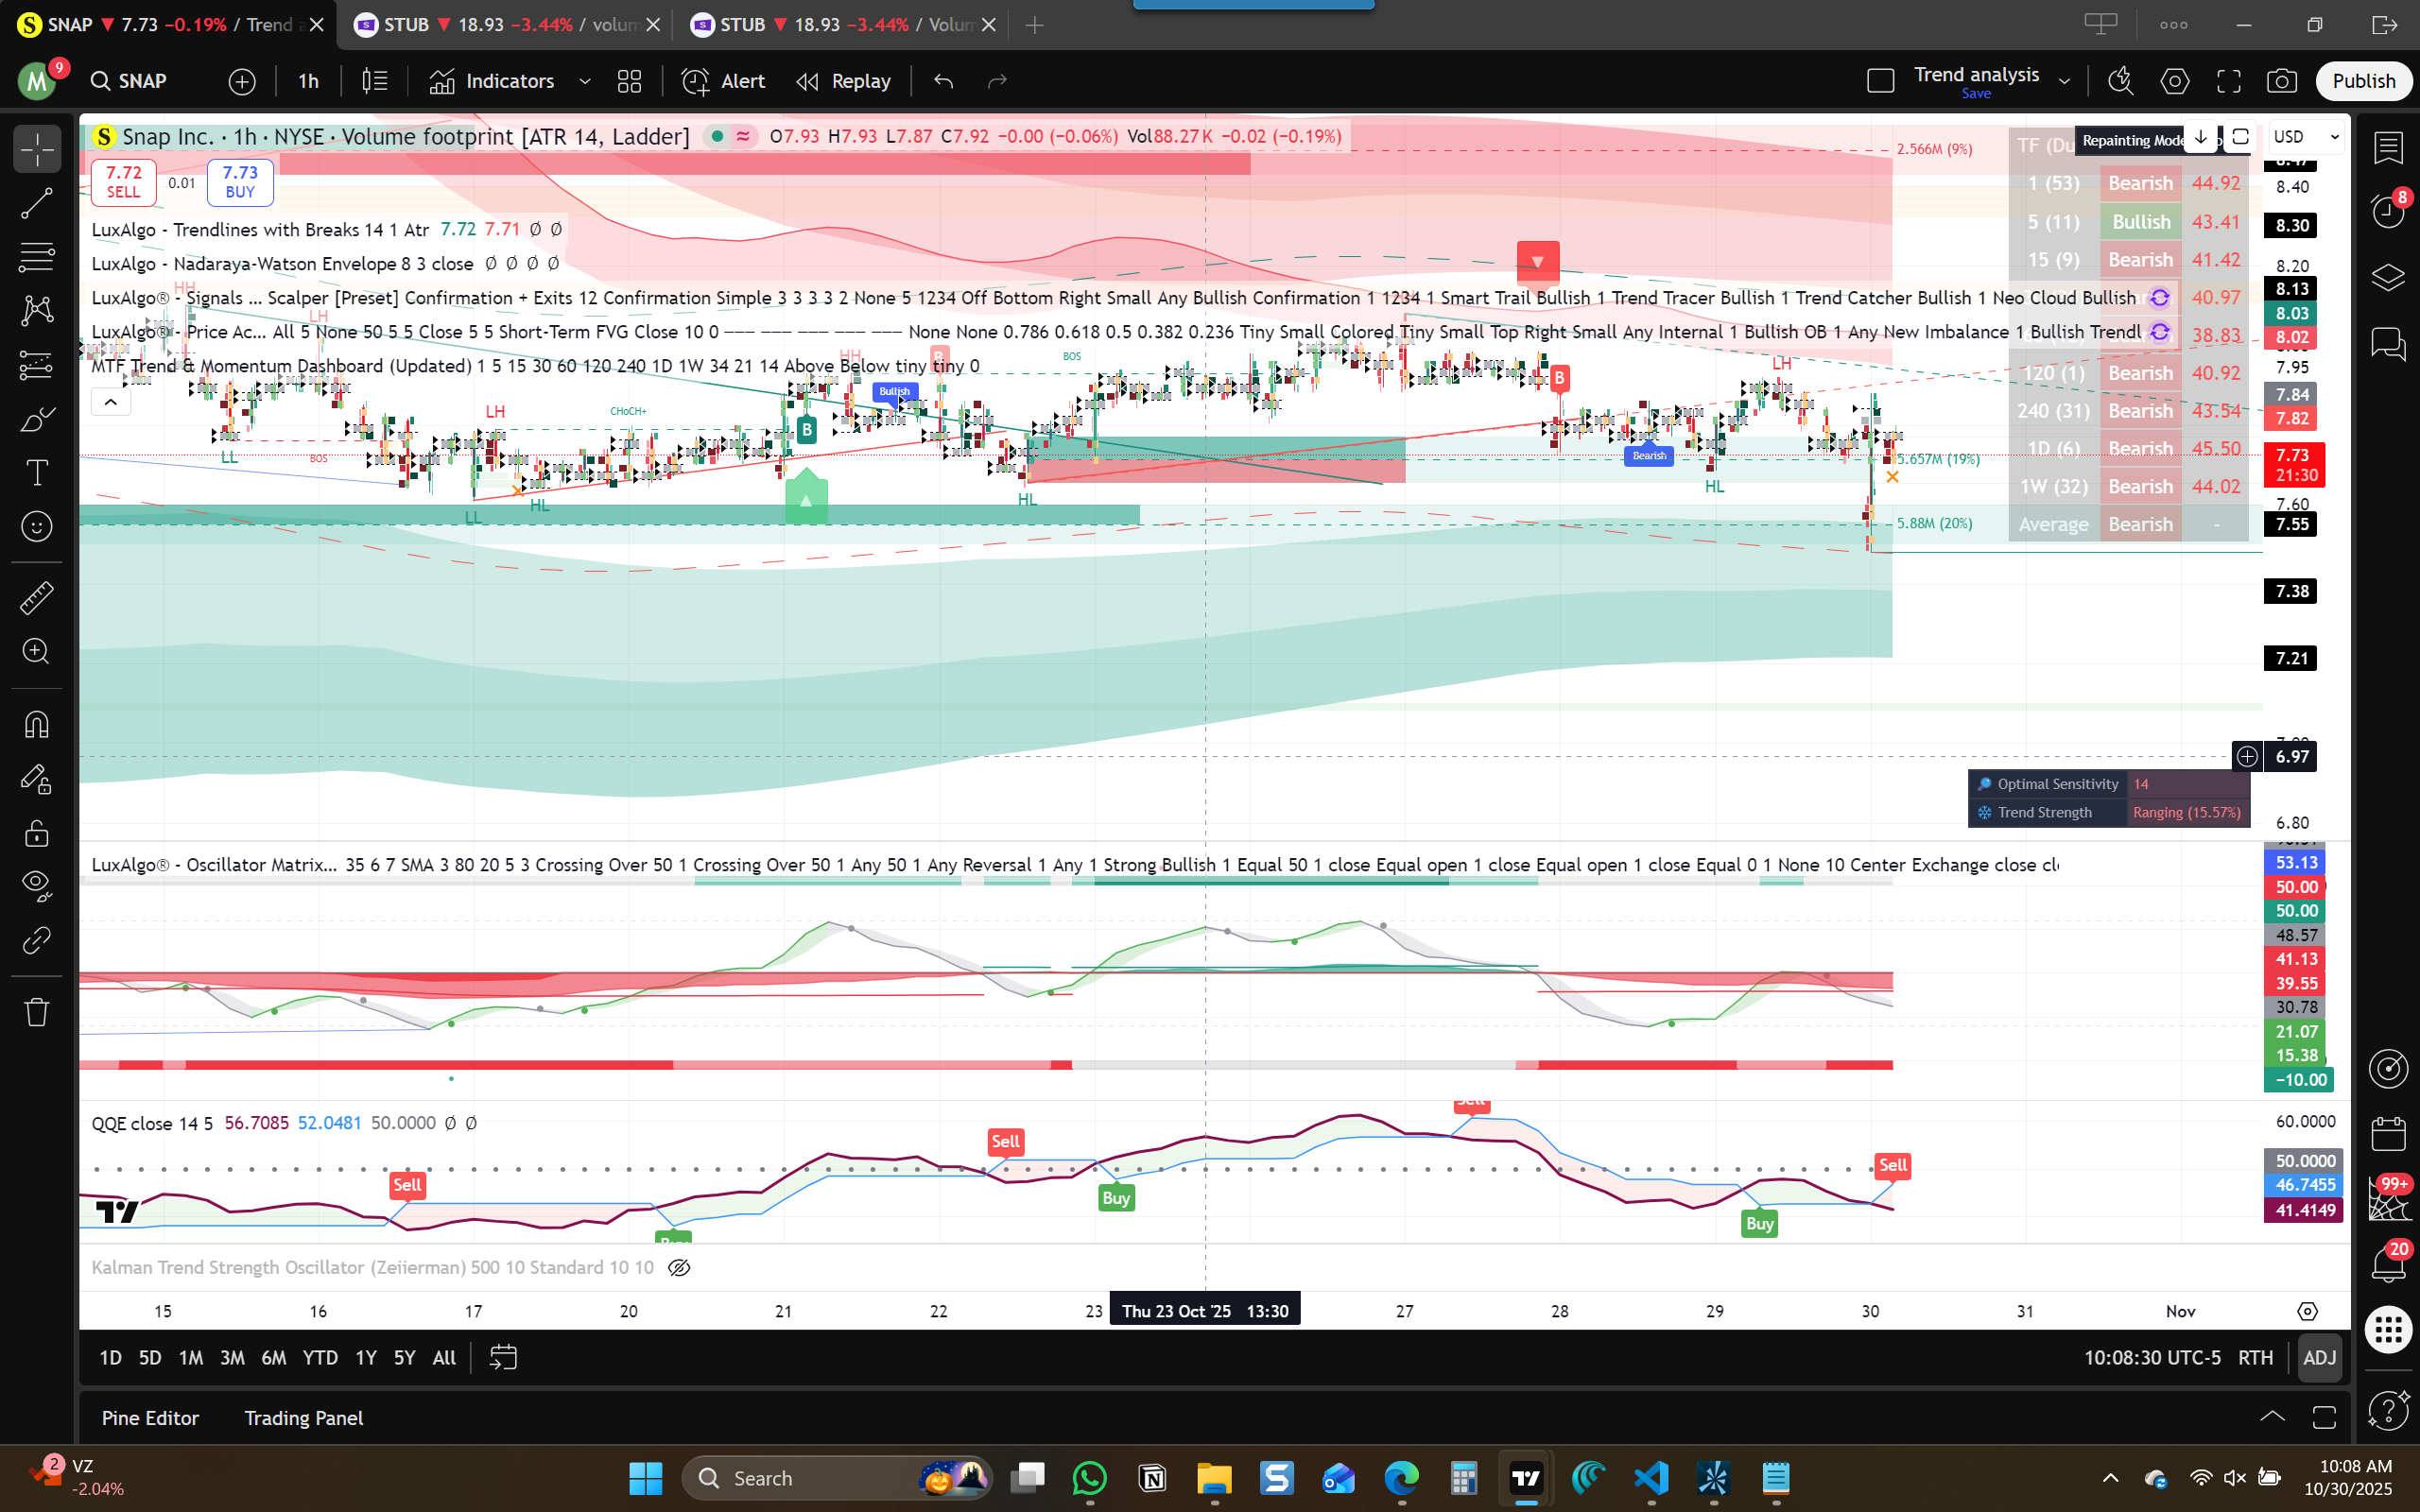 SNAP ▼ 7.73 −0.19% / Trend a
STUB ▼ 18.93 −3.44% / volum
STUB ▼ 18.93 −3.44% / Volum
M 9
SNAP
1h
Indicators
Alert
Replay
Trend analysis
Save
Publish
Snap Inc. · 1h · NYSE · Volume footprint [ATR 14, Ladder]
O7.93 H7.93 L7.87 C7.92 −0.00 (−0.06%) Vol88.27 K −0.02 (−0.19%)
7.72
SELL
0.01
7.73
BUY
LuxAlgo - Trendlines with Breaks 14 1 Atr 7.72 7.71 Ø Ø
LuxAlgo - Nadaraya-Watson Envelope 8 3 close Ø Ø Ø Ø
LuxAlgo® - Signals ... Scalper [Preset] Confirmation + Exits 12 Confirmation Simple 3 3 3 3 2 None 5 1234 Off Bottom Right Small Any Bullish Confirmation 1 1234 1 Smart Trail Bullish 1 Trend Tracer Bullish 1 Trend Catcher Bullish 1 Neo Cloud Bullish
LuxAlgo® - Price Ac... All 5 None 50 5 5 Close 5 5 Short-Term FVG Close 10 0 —— —— —— —— —— —— None None 0.786 0.618 0.5 0.382 0.236 Tiny Small Colored Tiny Small Top Right Small Any Internal 1 Bullish OB 1 Any New Imbalance 1 Bullish Trendl
MTF Trend & Momentum Dashboard (Updated) 1 5 15 30 60 120 240 1D 1W 34 21 14 Above Below tiny tiny 0
2.566M (9%)
5.657M (19%)
5.88M (20%)
HH
LH
LL
BOS
LH
LL
HL
CHoCH+
B
HH
Bullish
B
HL
BOS
B
Bearish
HL
LH
TF (Du
Repainting Mode
1 (53) Bearish 44.92
5 (11) Bullish 43.41
15 (9) Bearish 41.42
40.97
38.83
120 (1) Bearish 40.92
240 (31) Bearish 43.54
1D (6) Bearish 45.50
1W (32) Bearish 44.02
Average Bearish -
USD
8.40
8.30
8.20
8.13
8.03
8.02
7.95
7.84
7.82
7.73
21:30
7.60
7.55
7.38
7.21
6.97
6.80
Optimal Sensitivity 14
Trend Strength Ranging (15.57%)
LuxAlgo® - Oscillator Matrix... 35 6 7 SMA 3 80 20 5 3 Crossing Over 50 1 Crossing Over 50 1 Any 50 1 Any Reversal 1 Any 1 Strong Bullish 1 Equal 50 1 close Equal open 1 close Equal open 1 close Equal 0 1 None 10 Center Exchange close cl
53.13
50.00
50.00
48.57
41.13
39.55
30.78
21.07
15.38
−10.00
QQE close 14 5 56.7085 52.0481 50.0000 Ø Ø
Sell
Sell
Buy
Sell
Buy
Sell
60.0000
50.0000
46.7455
41.4149
Kalman Trend Strength Oscillator (Zeiierman) 500 10 Standard 10 10
15 16 17 20 21 22 23 Thu 23 Oct '25 13:30 27 28 29 30 31 Nov
1D 5D 1M 3M 6M YTD 1Y 5Y All
10:08:30 UTC-5 RTH ADJ
Pine Editor
Trading Panel
8
99+
20
2
VZ
-2.04%
Search
10:08 AM
10/30/2025